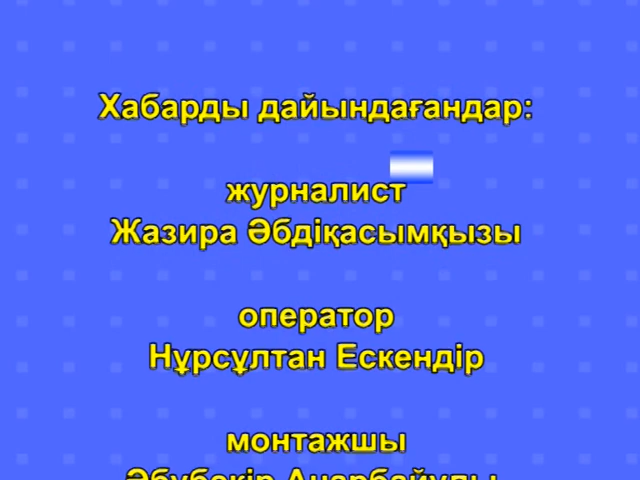 Хабарды дайындағандар:
журналист
Жазира Әбдіқасымқызы
оператор
Нұрсұлтан Ескендір
монтажшы